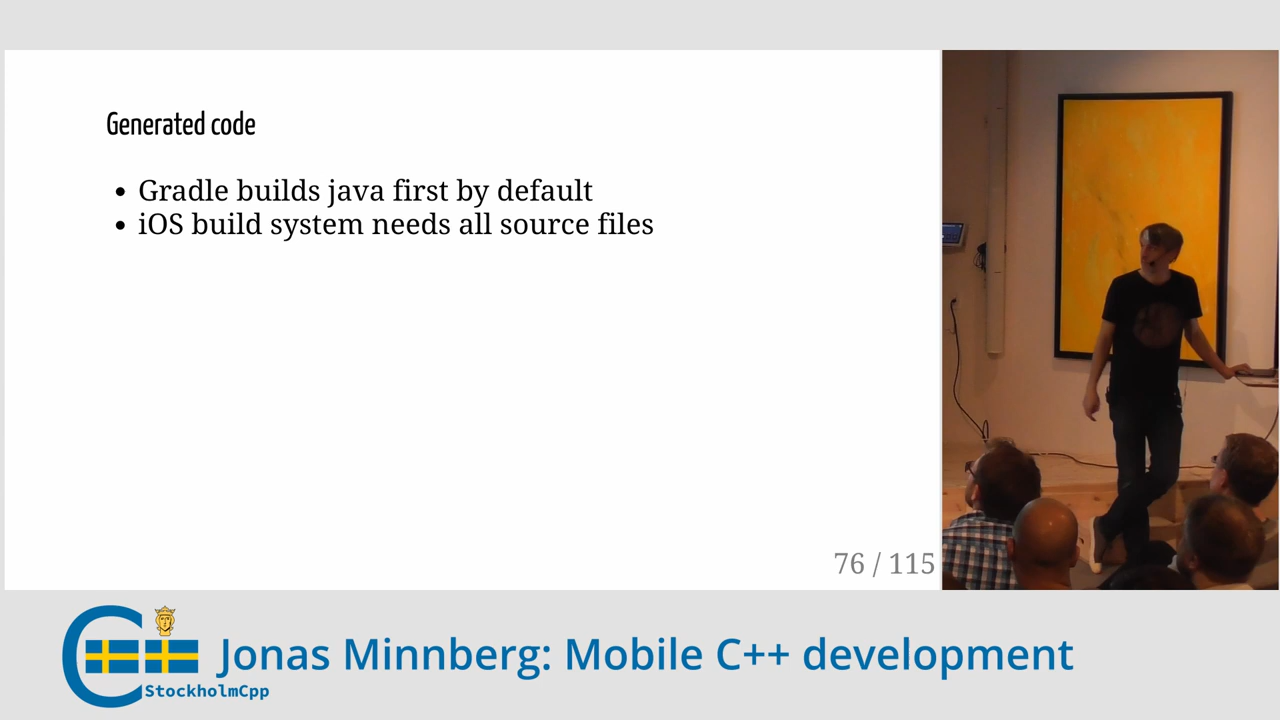 Generated code
• Gradle builds java first by default
• iOS build system needs all source files
76 / 115
C++
StockholmCpp
Jonas Minnberg: Mobile C++ development